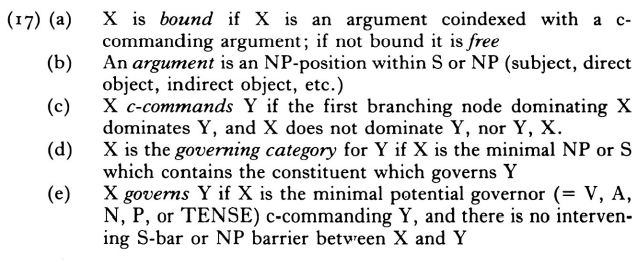 (17) (a) X is bound if X is an argument coindexed with a c-
commanding argument; if not bound it is free
(b) An argument is an NP-position within S or NP (subject, direct
object, indirect object, etc.)
(c) X c-commands Y if the first branching node dominating X
dominates Y, and X does not dominate Y, nor Y, X.
(d) X is the governing category for Y if X is the minimal NP or S
which contains the constituent which governs Y
(e) X governs Y if X is the minimal potential governor (= V, A,
N, P, or TENSE) c-commanding Y, and there is no interven-
ing S-bar or NP barrier between X and Y